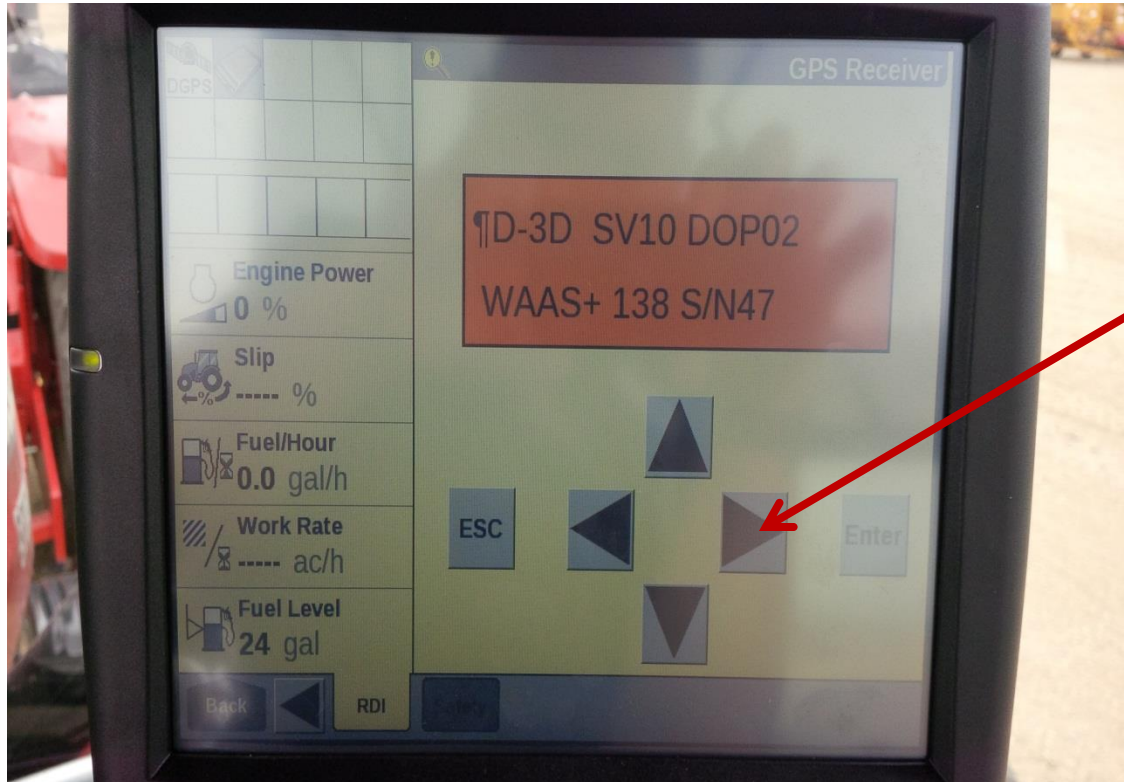 DGPS
GPS Receiver
¶D-3D SV10 DOP02
WAAS+ 138 S/N47
Engine Power
0 %
Slip
----- %
Fuel/Hour
0.0 gal/h
Work Rate
----- ac/h
Fuel Level
24 gal
ESC
Enter
Back
RDI